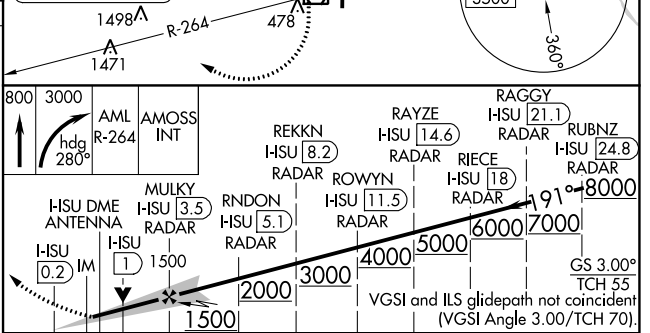 1498
R-264
1471
478
3500
360°
800
3000
hdg
280°
AML
R-264
AMOSS
INT
RAGGY
I-ISU 21.1
RADAR
RUBNZ
I-ISU 24.8
RADAR
RAYZE
I-ISU 14.6
RADAR
RIECE
I-ISU 18
RADAR
REKKN
I-ISU 8.2
RADAR
ROWYN
I-ISU 11.5
RADAR
MULKY
I-ISU 3.5
RADAR
RNDON
I-ISU 5.1
RADAR
I-ISU DME
ANTENNA
I-ISU
0.2
IM
I-ISU
1
1500
191°
8000
7000
6000
5000
4000
3000
2000
1500
GS 3.00°
TCH 55
VGSI and ILS glidepath not coincident
(VGSI Angle 3.00/TCH 70).